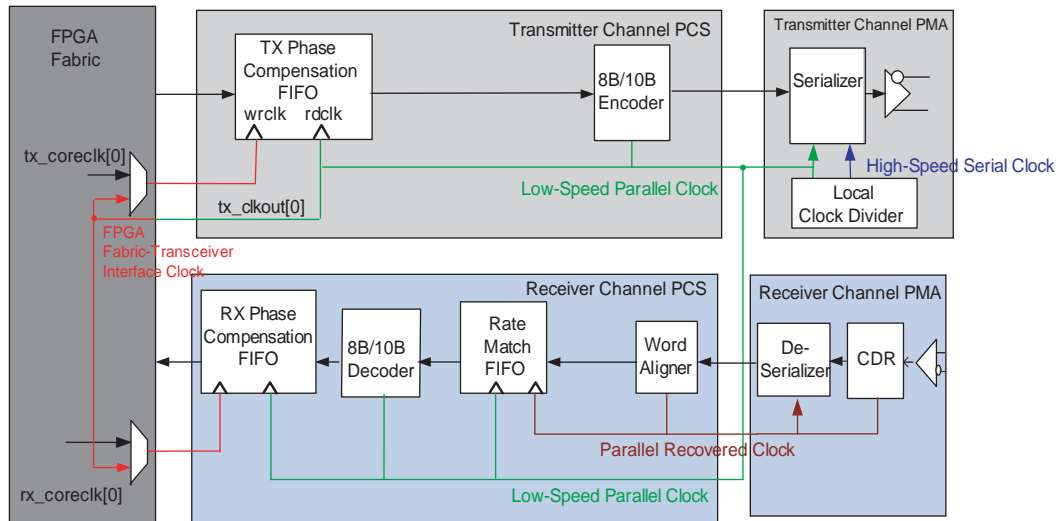 FPGA
Fabric
Transmitter Channel PCS
Transmitter Channel PMA
TX Phase
Compensation
FIFO
wrclk rdclk
8B/10B
Encoder
Serializer
tx_coreclk[0]
High-Speed Serial Clock
Low-Speed Parallel Clock
Local
Clock Divider
tx_clkout[0]
FPGA
Fabric-Transceiver
Interface Clock
Receiver Channel PCS
Receiver Channel PMA
RX Phase
Compensation
FIFO
8B/10B
Decoder
Rate
Match
FIFO
Word
Aligner
De-
Serializer
CDR
Parallel Recovered Clock
rx_coreclk[0]
Low-Speed Parallel Clock